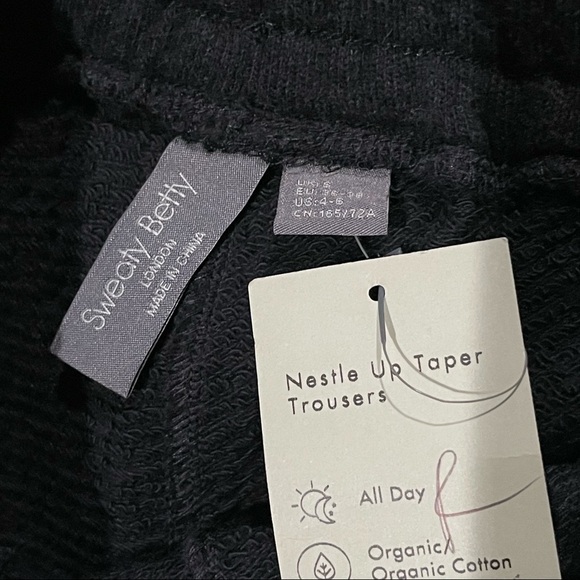 Sweaty Betty
LONDON
MADE IN CHINA
US:4-6
CN:165/72A
Nestle Up Taper
Trousers
All Day
Organic/
Organic Cotton